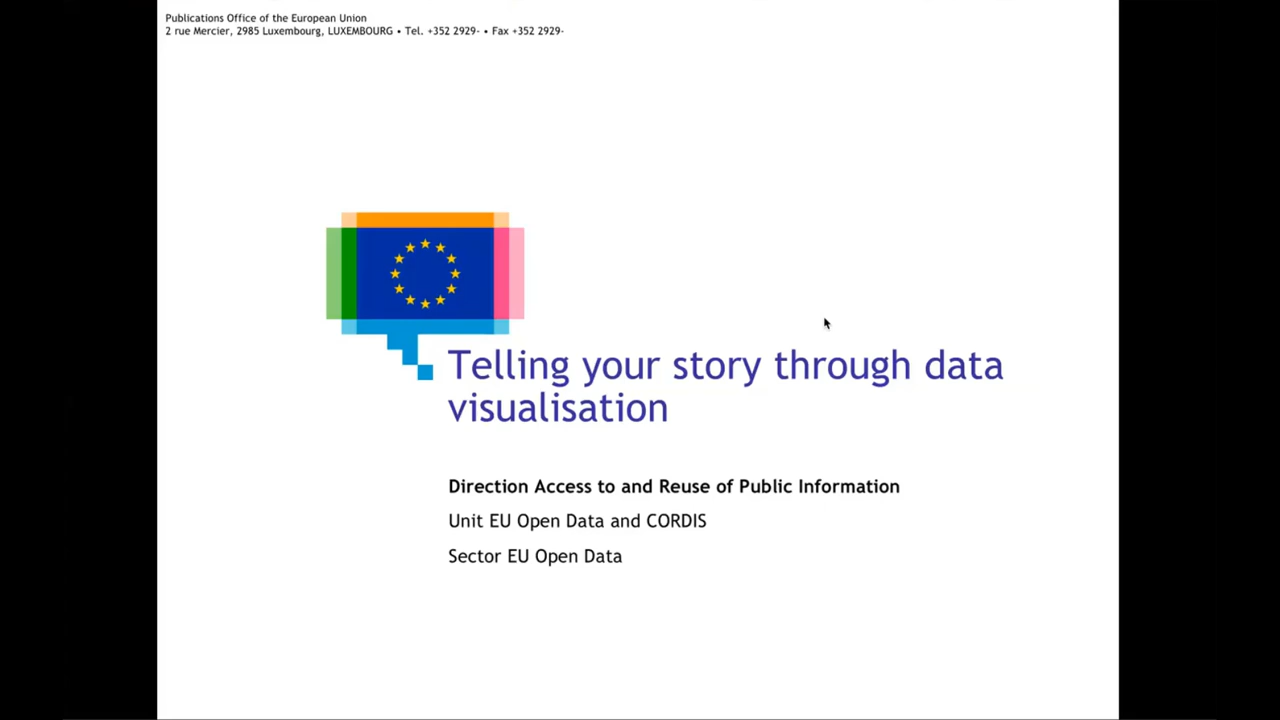 Publications Office of the European Union
2 rue Mercier, 2985 Luxembourg, LUXEMBOURG • Tel. +352 2929- • Fax +352 2929-
Telling your story through data
visualisation
Direction Access to and Reuse of Public Information
Unit EU Open Data and CORDIS
Sector EU Open Data